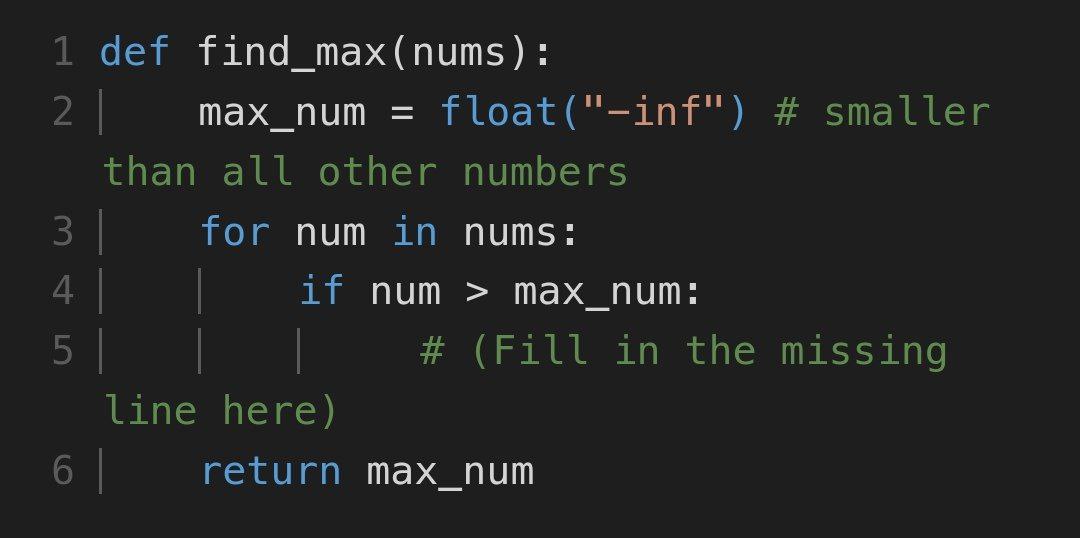 1 def find_max(nums):
2     max_num = float("-inf") # smaller
than all other numbers
3     for num in nums:
4         if num > max_num:
5             # (Fill in the missing
line here)
6     return max_num